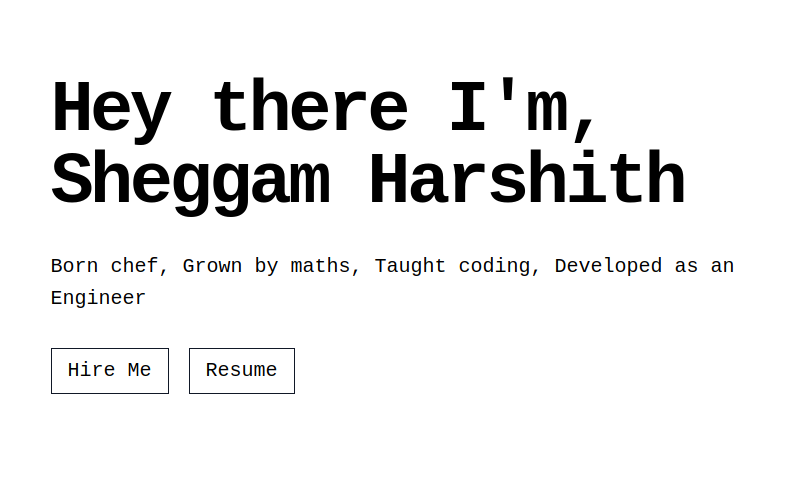 Hey there I'm,
Sheggam Harshith
Born chef, Grown by maths, Taught coding, Developed as an
Engineer
Hire Me
Resume